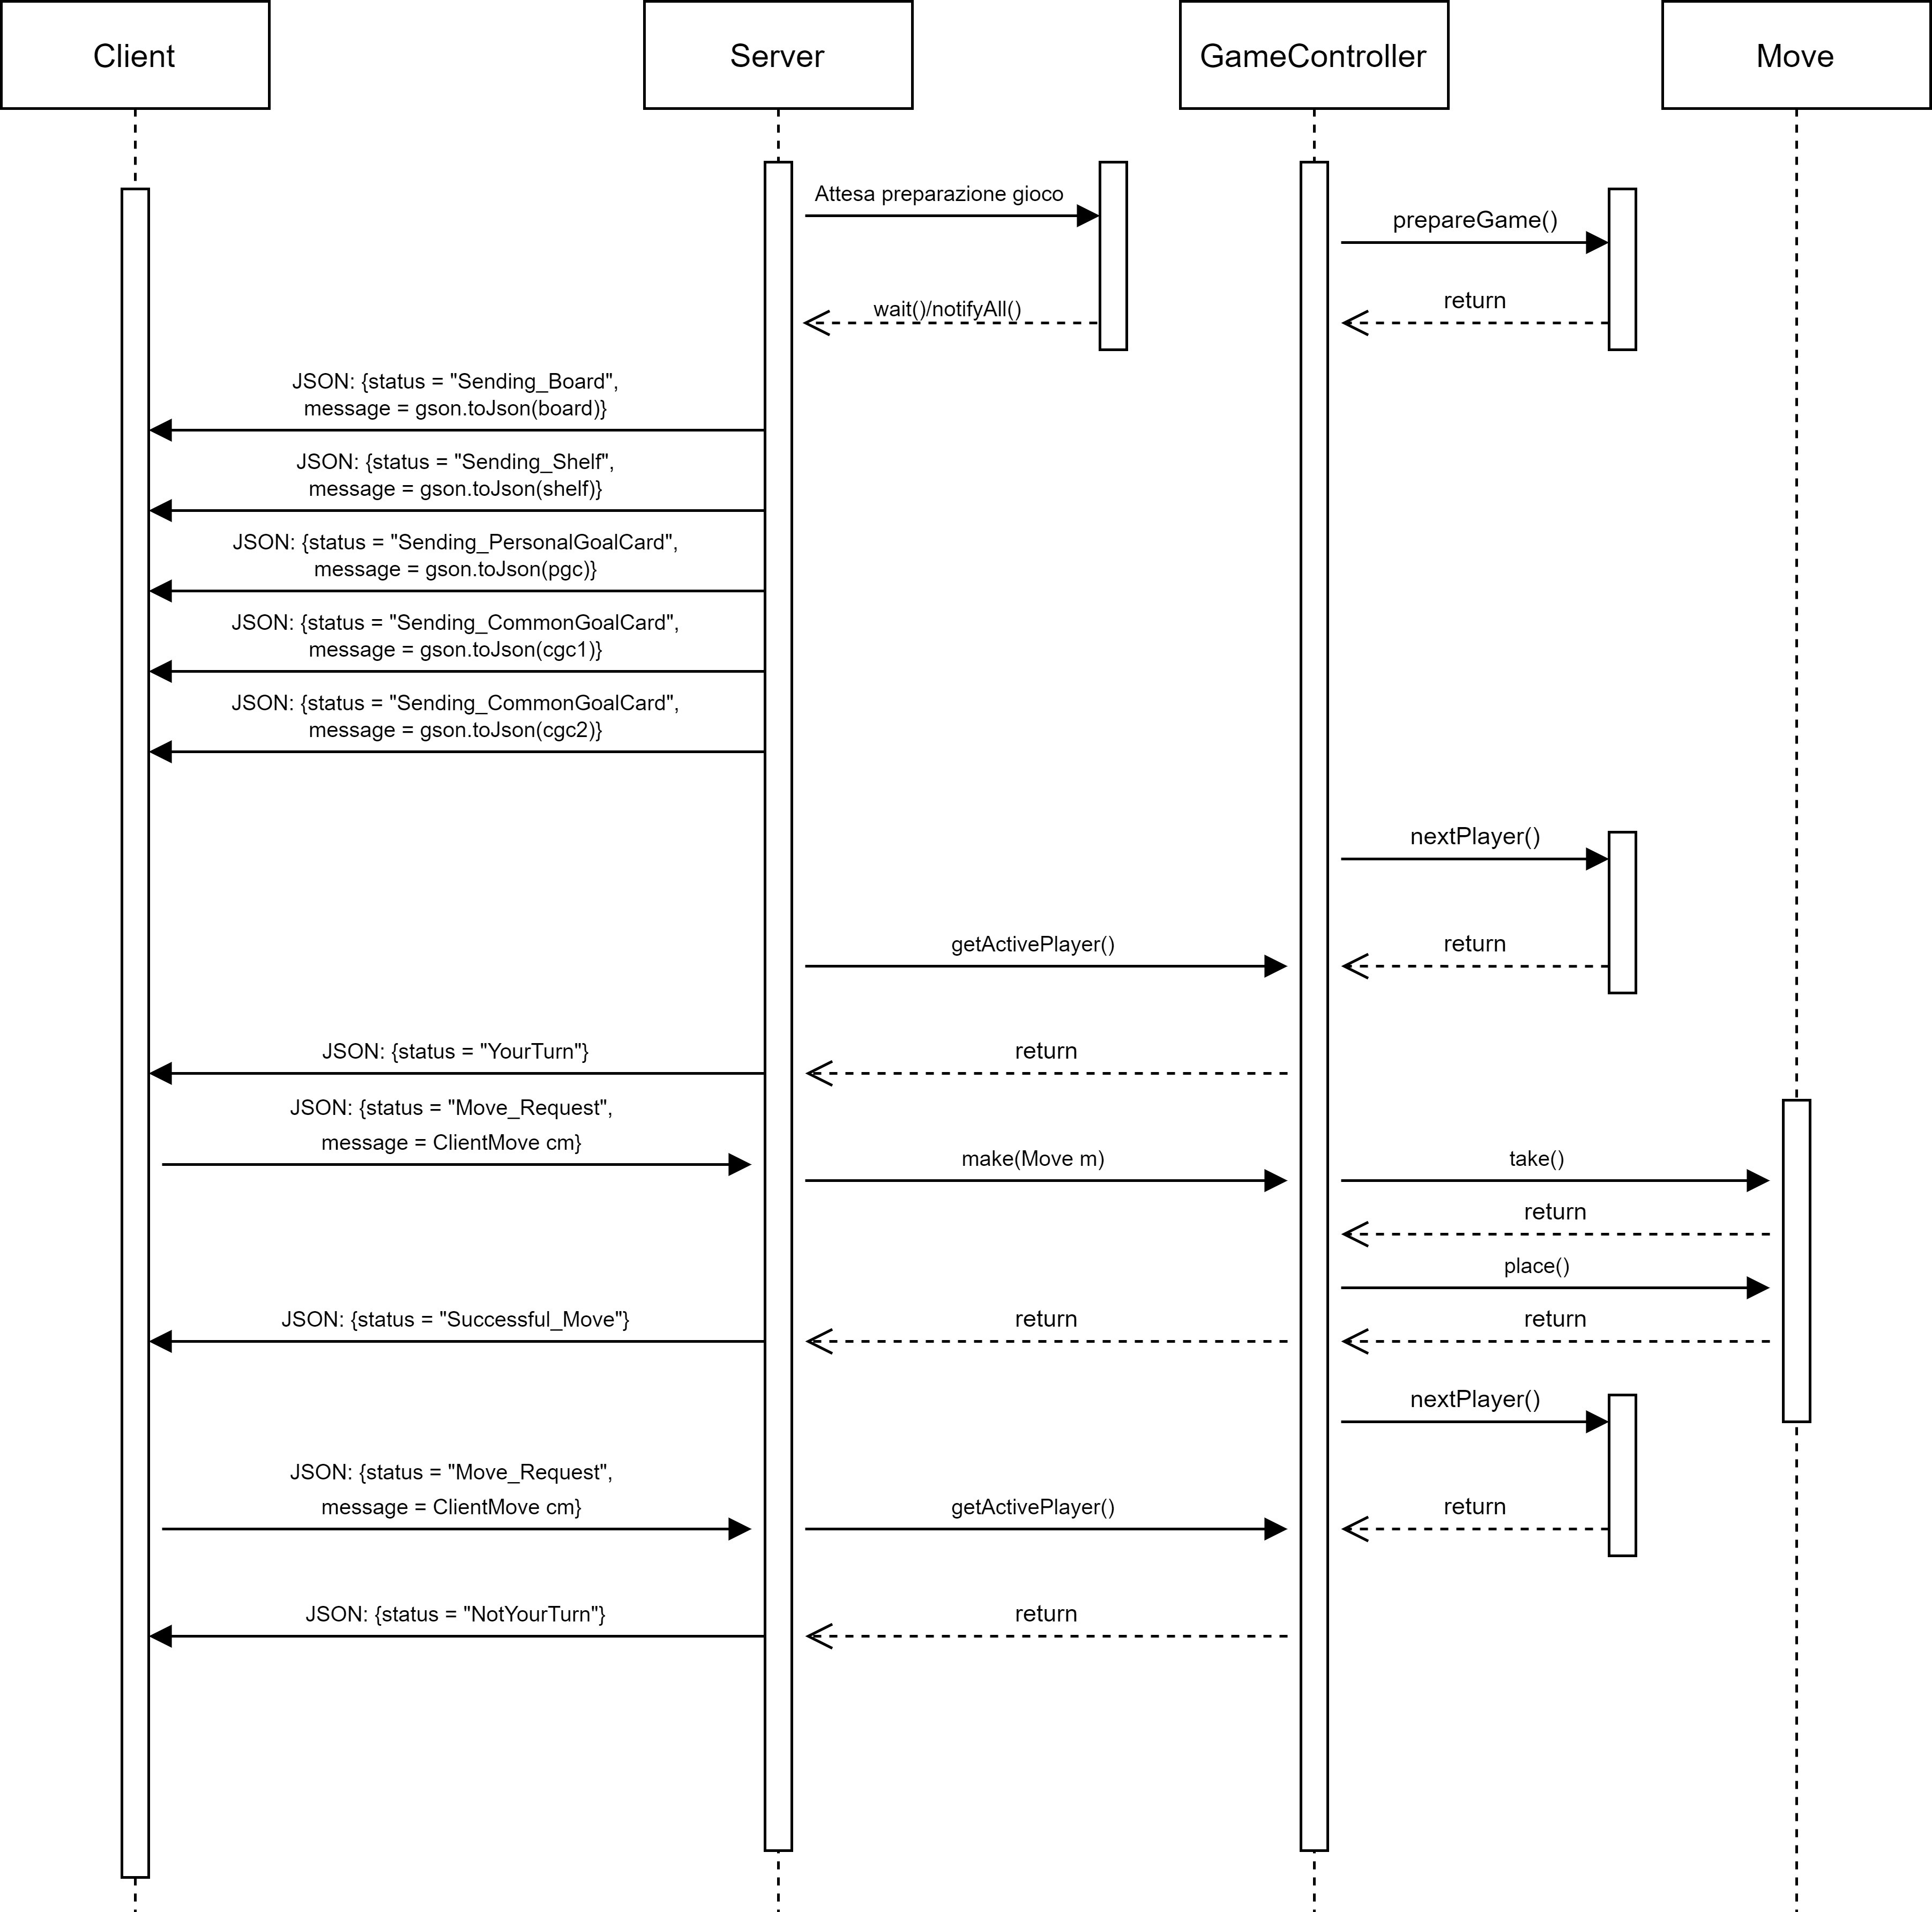 Client
Server
GameController
Move
Attesa preparazione gioco
prepareGame()
wait()/notifyAll()
return
JSON: {status = "Sending_Board",
message = gson.toJson(board)}
JSON: {status = "Sending_Shelf",
message = gson.toJson(shelf)}
JSON: {status = "Sending_PersonalGoalCard",
message = gson.toJson(pgc)}
JSON: {status = "Sending_CommonGoalCard",
message = gson.toJson(cgc1)}
JSON: {status = "Sending_CommonGoalCard",
message = gson.toJson(cgc2)}
nextPlayer()
getActivePlayer()
return
JSON: {status = "YourTurn"}
return
JSON: {status = "Move_Request",
message = ClientMove cm}
make(Move m)
take()
return
place()
JSON: {status = "Successful_Move"}
return
return
nextPlayer()
JSON: {status = "Move_Request",
message = ClientMove cm}
getActivePlayer()
return
JSON: {status = "NotYourTurn"}
return